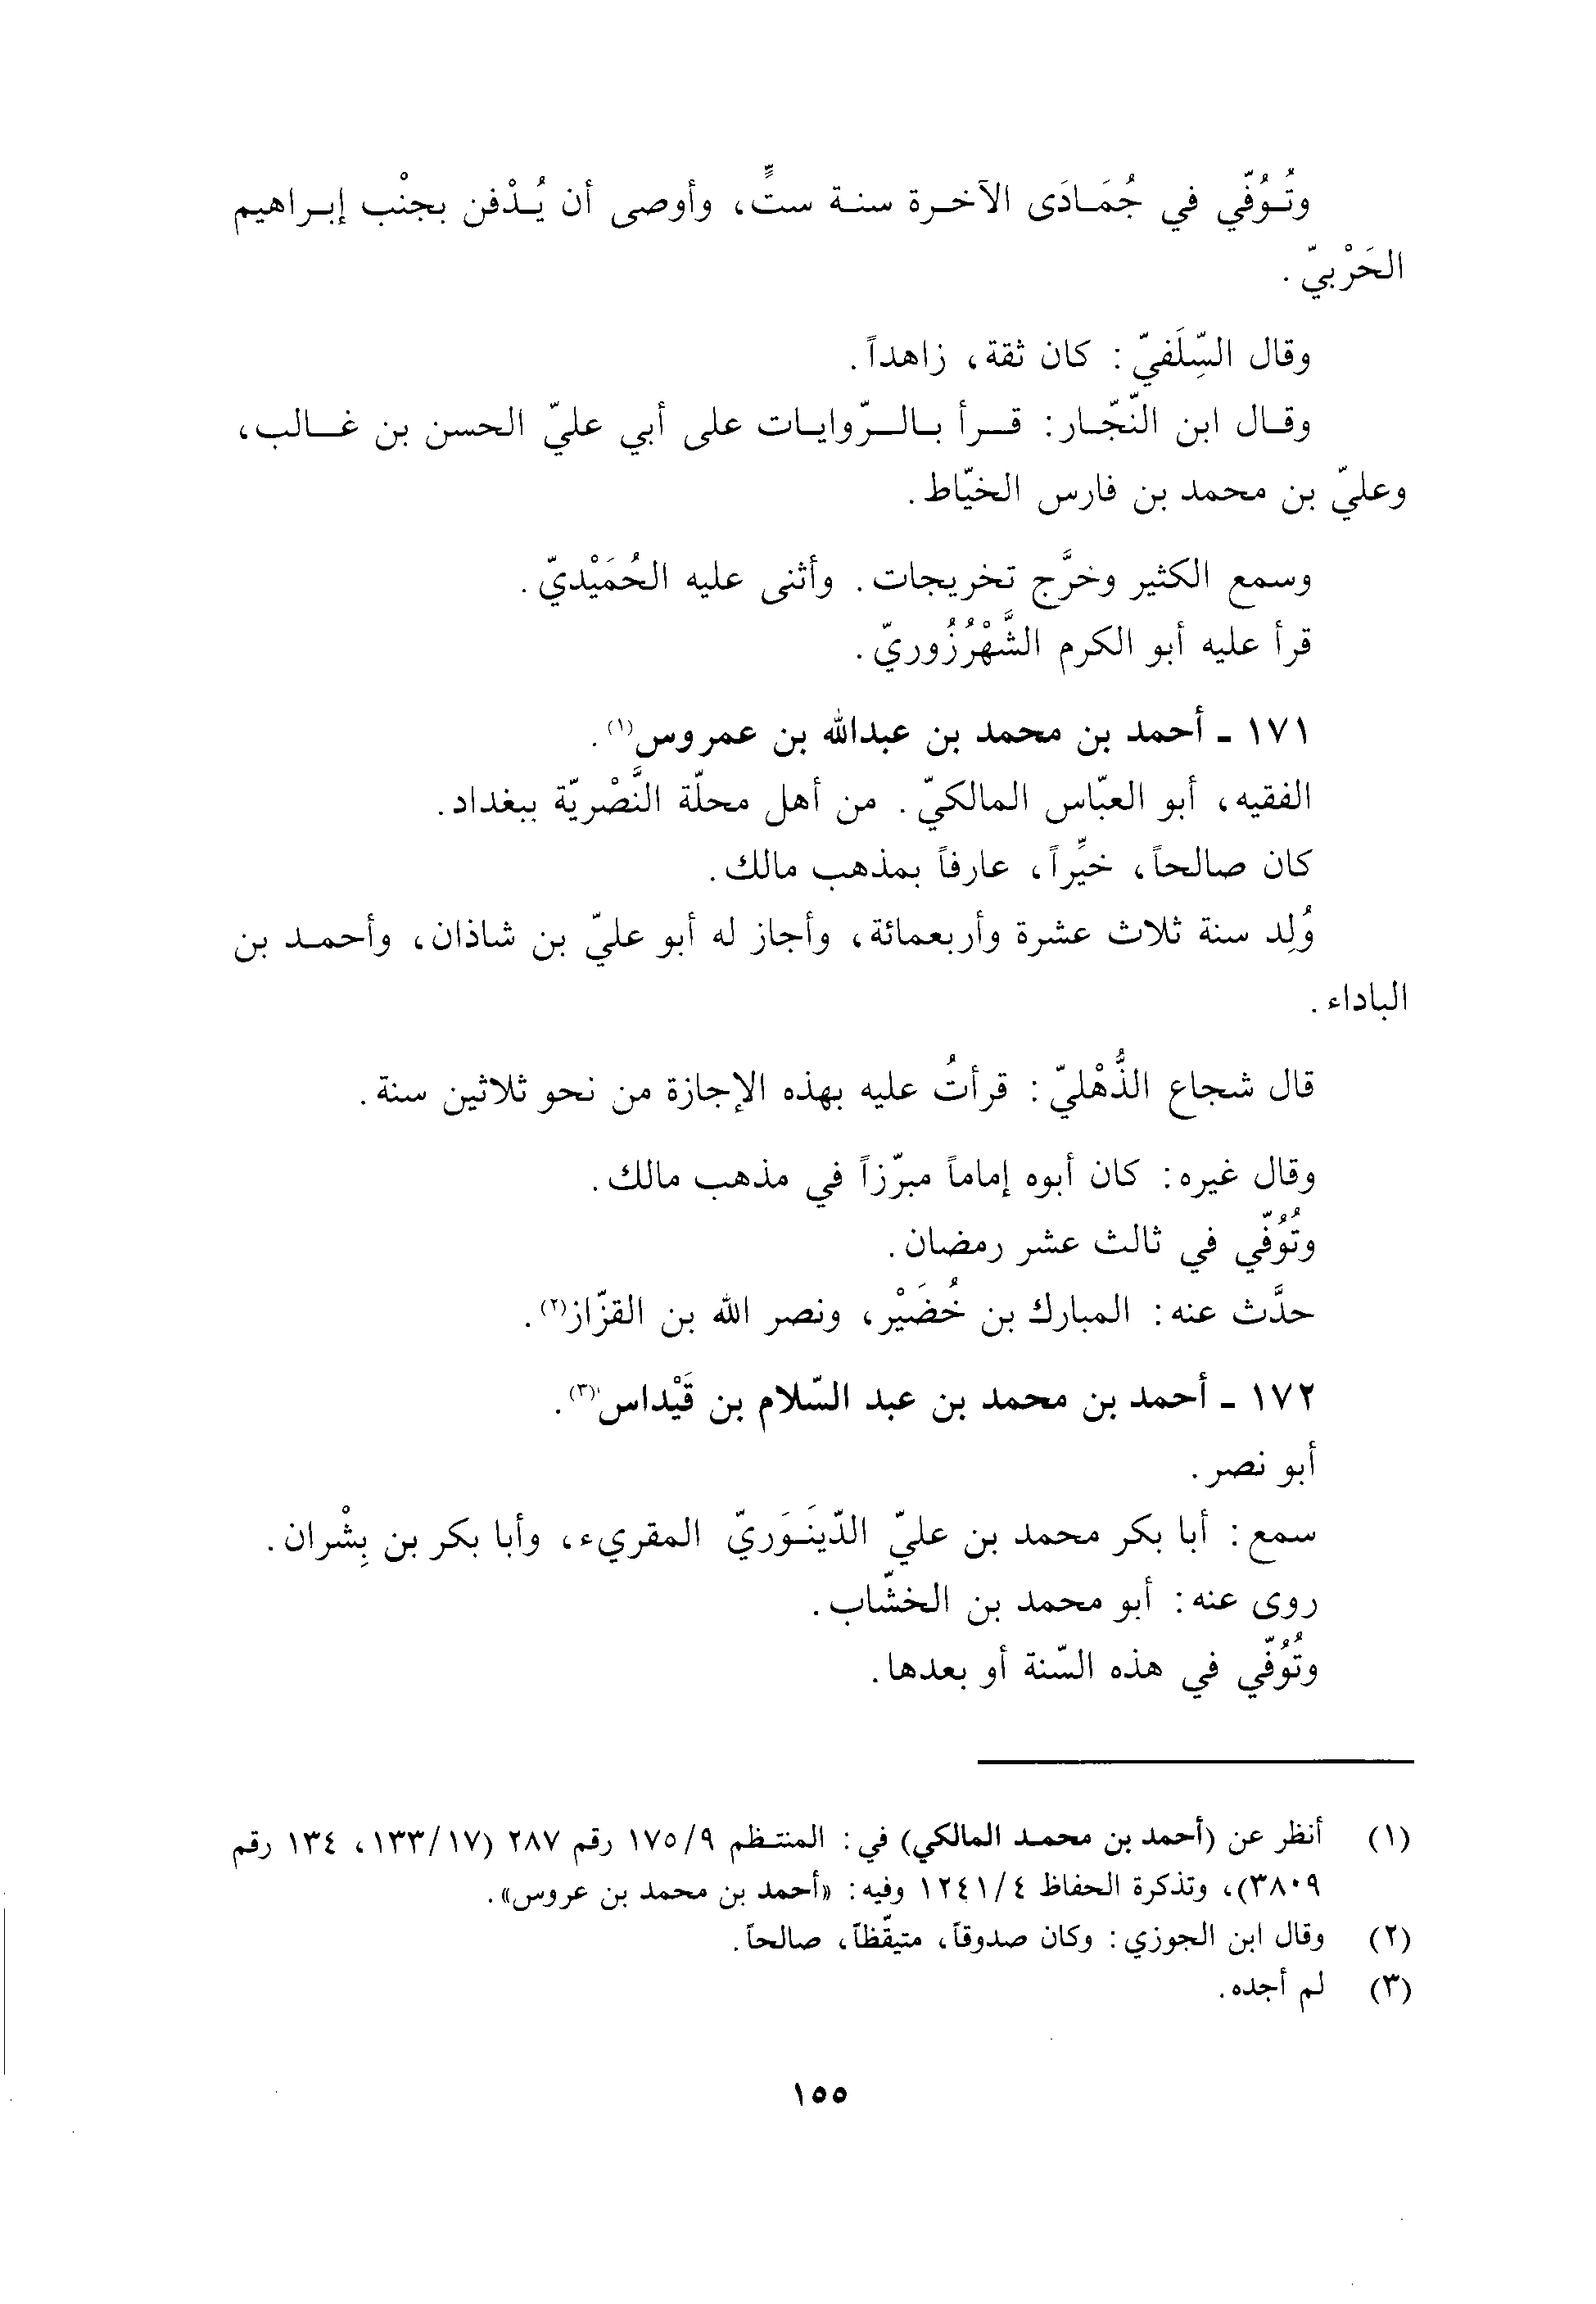 وتُوُفّي في جُمَادَى الآخرة سنة ستٍّ، وأوصى أن يُدْفن بجنْب إبراهيم
الحَرْبيّ.
وقال السِّلَفيّ: كان ثقة، زاهداً.
وقال ابن النّجّار: قرأ بالرّوايات على أبي عليّ الحسن بن غالب،
وعليّ بن محمد بن فارس الخيّاط.
وسمع الكثير وخرَّج تخريجات. وأثنى عليه الحُمَيْديّ.
قرأ عليه أبو الكرم الشَّهْرُزُوريّ.
١٧١ - أحمد بن محمد بن عبدالله بن عمروس(١).
الفقيه، أبو العبّاس المالكيّ. من أهل محلّة النَّصْريّة ببغداد.
كان صالحاً، خيِّراً، عارفاً بمذهب مالك.
وُلِد سنة ثلاث عشرة وأربعمائة، وأجاز له أبو عليّ بن شاذان، وأحمد بن
الباداء.
قال شجاع الذُّهْليّ: قرأتُ عليه بهذه الإجازة من نحو ثلاثين سنة.
وقال غيره: كان أبوه إماماً مبرّزاً في مذهب مالك.
وتُوُفّي في ثالث عشر رمضان.
حدَّث عنه: المبارك بن خُضَيْر، ونصر الله بن القزّاز(٢).
١٧٢ - أحمد بن محمد بن عبد السّلام بن قَيْداس(٣).
أبو نصر.
سمع: أبا بكر محمد بن عليّ الدّينَوَريّ المقريء، وأبا بكر بن بِشْران.
روى عنه: أبو محمد بن الخشّاب.
وتُوُفّي في هذه السّنة أو بعدها.
(١) أنظر عن (أحمد بن محمد المالكي) في: المنتظم ١٧٥/٩ رقم ٢٨٧ (١٣٣/١٧، ١٣٤ رقم
٣٨٠٩)، وتذكرة الحفاظ ١٢٤١/٤ وفيه: «أحمد بن محمد بن عروس».
(٢) وقال ابن الجوزي: وكان صدوقاً، متيقّظاً، صالحاً.
(٣) لم أجده.
١٥٥